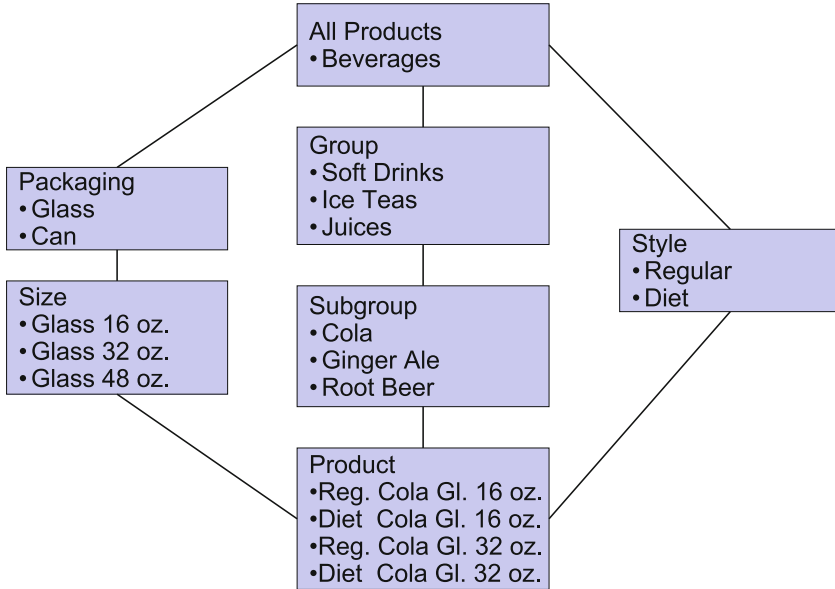 All Products
• Beverages
Packaging
• Glass
• Can
Size
• Glass 16 oz.
• Glass 32 oz.
• Glass 48 oz.
Group
• Soft Drinks
• Ice Teas
• Juices
Subgroup
• Cola
• Ginger Ale
• Root Beer
Style
• Regular
• Diet
Product
•Reg. Cola Gl. 16 oz.
•Diet  Cola Gl. 16 oz.
•Reg. Cola Gl. 32 oz.
•Diet  Cola Gl. 32 oz.